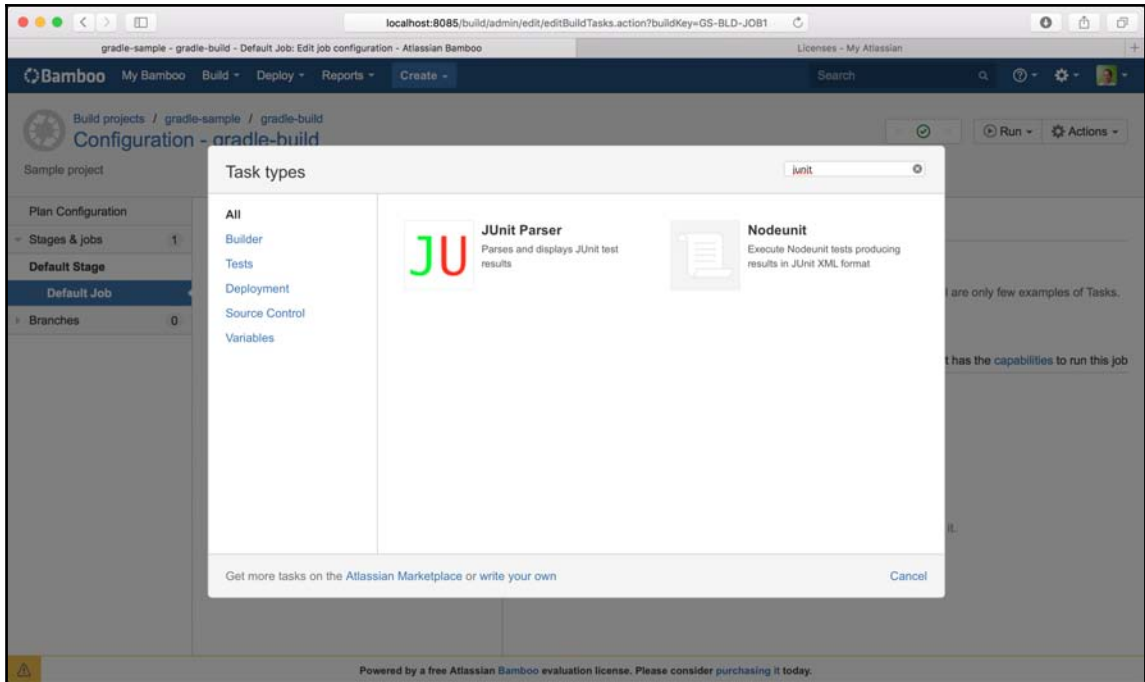 localhost:8085/build/admin/edit/editBuildTasks.action?buildKey=GS-BLD-JOB1
gradle-sample - gradle-build - Default Job: Edit job configuration - Atlassian Bamboo
Licenses - My Atlassian
Bamboo My Bamboo Build Deploy Reports Create Search
Build projects / gradle-sample / gradle-build
Configuration - gradle-build
Run Actions
Sample project
Task types
junit
Plan Configuration
Stages & jobs 1
Default Stage
Default Job
Branches 0
All
Builder
Tests
Deployment
Source Control
Variables
JU
JUnit Parser
Parses and displays JUnit test
results
Nodeunit
Execute Nodeunit tests producing
results in JUnit XML format
are only few examples of Tasks.
has the capabilities to run this job
it.
Get more tasks on the Atlassian Marketplace or write your own
Cancel
Powered by a free Atlassian Bamboo evaluation license. Please consider purchasing it today.